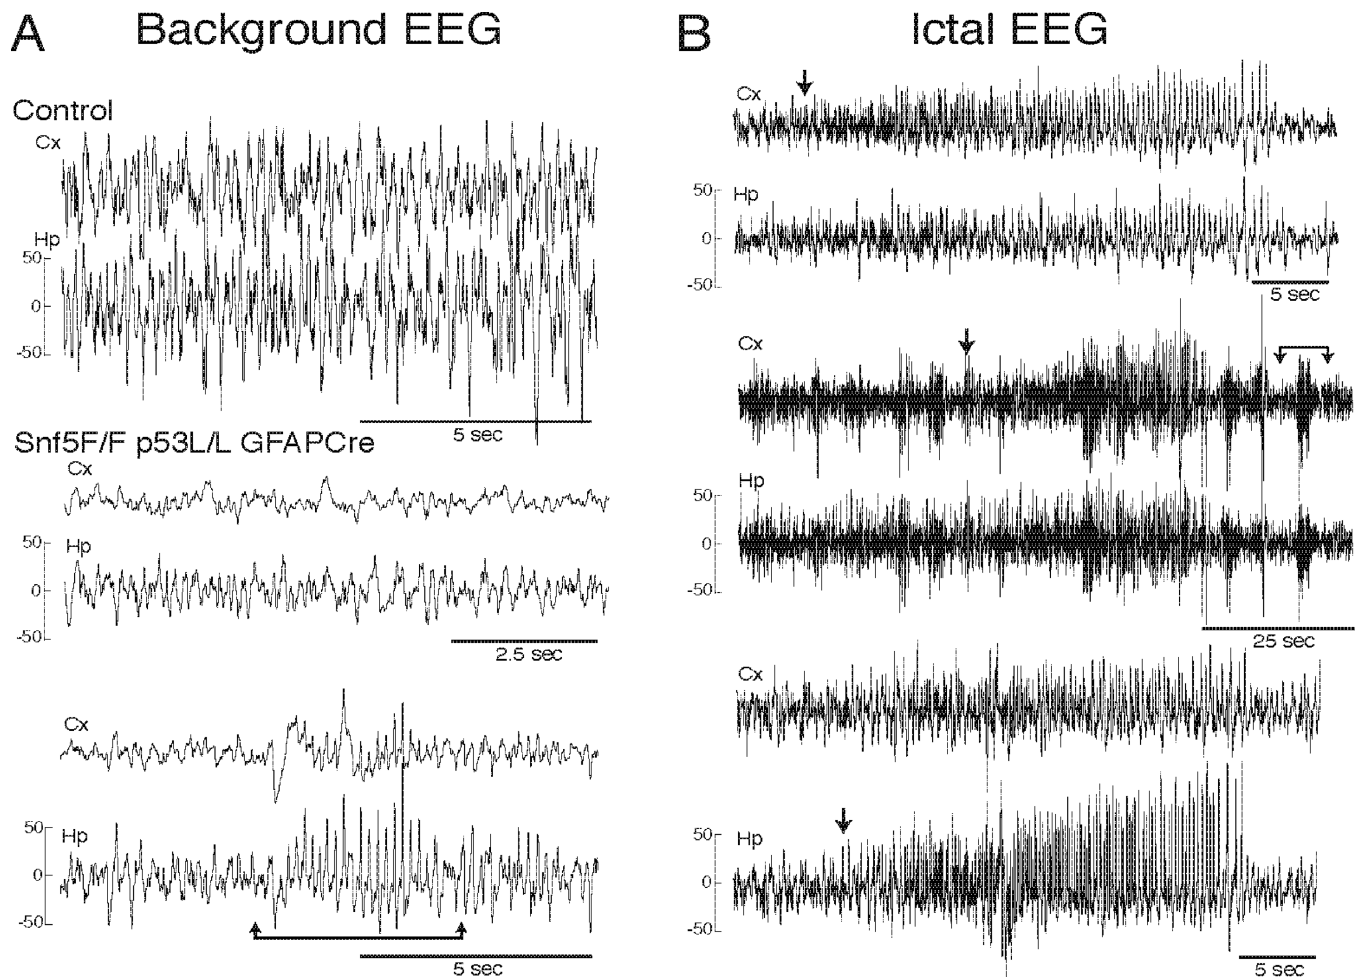 A Background EEG
Control
Cx
Hp
50
0
-50
5 sec
Snf5F/F p53L/L GFAPCre
Cx
Hp
50
0
-50
2.5 sec
Cx
Hp
50
0
-50
5 sec
B Ictal EEG
Cx
Hp
50
0
-50
5 sec
Cx
Hp
50
0
-50
25 sec
Cx
Hp
50
0
-50
5 sec